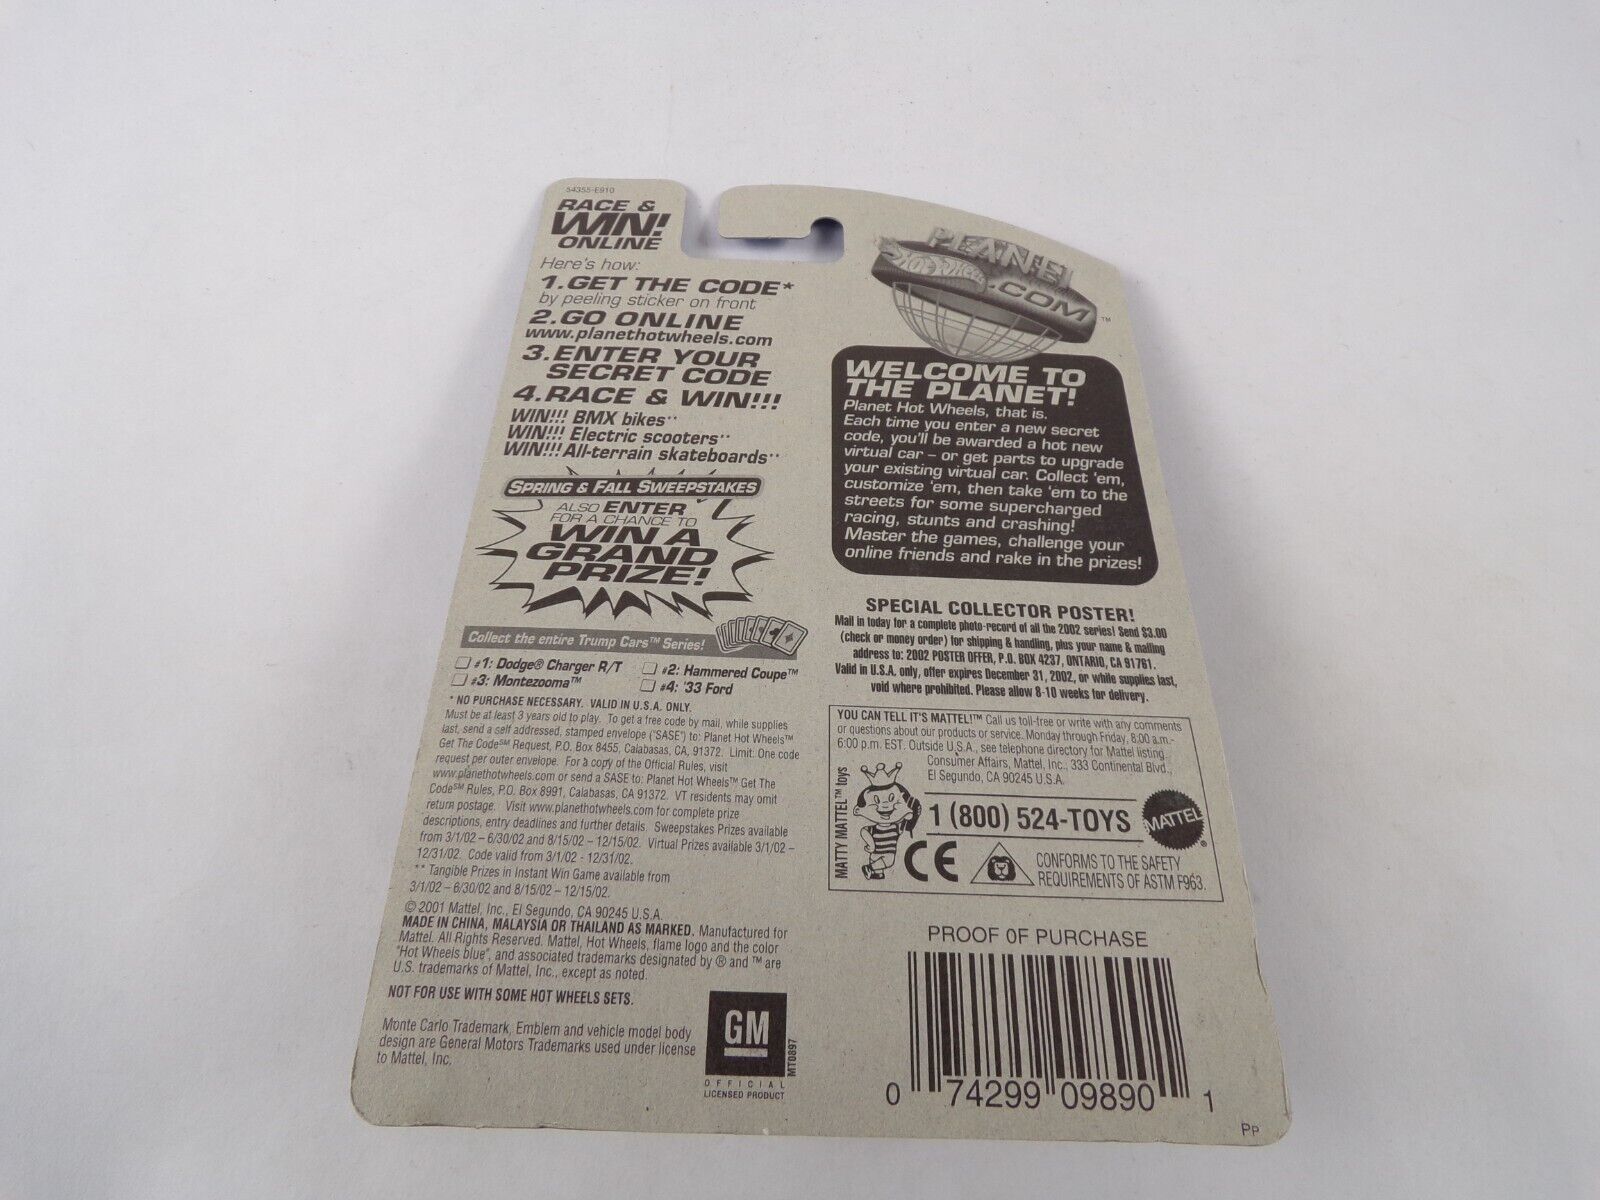 54355-E910
RACE &
WIN!
ONLINE
Here's how:
1.GET THE CODE*
by peeling sticker on front
2.GO ONLINE
www.planethotwheels.com
3.ENTER YOUR
SECRET CODE
4.RACE & WIN!!!
WIN!!! BMX bikes**
WIN!!! Electric scooters**
WIN!!! All-terrain skateboards**
SPRING & FALL SWEEPSTAKES
ALSO ENTER
FOR A CHANCE TO
WIN A
GRAND
PRIZE!
Collect the entire Trump Cars™ Series!
#1: Dodge® Charger R/T
#2: Hammered Coupe™
#3: Montezooma™
#4: '33 Ford
* NO PURCHASE NECESSARY. VALID IN U.S.A. ONLY.
Must be at least 3 years old to play. To get a free code by mail, while supplies
last, send a self addressed, stamped envelope ("SASE") to: Planet Hot Wheels™
Get The Code℠ Request, P.O. Box 8455, Calabasas, CA, 91372. Limit: One code
request per outer envelope. For a copy of the Official Rules, visit
www.planethotwheels.com or send a SASE to: Planet Hot Wheels™ Get The
Code℠ Rules, P.O. Box 8991, Calabasas, CA 91372. VT residents may omit
return postage. Visit www.planethotwheels.com for complete prize
descriptions, entry deadlines and further details. Sweepstakes Prizes available
from 3/1/02 – 6/30/02 and 8/15/02 – 12/15/02. Virtual Prizes available 3/1/02 –
12/31/02. Code valid from 3/1/02 - 12/31/02.
** Tangible Prizes in Instant Win Game available from
3/1/02 – 6/30/02 and 8/15/02 – 12/15/02.
© 2001 Mattel, Inc., El Segundo, CA 90245 U.S.A.
MADE IN CHINA, MALAYSIA OR THAILAND AS MARKED. Manufactured for
Mattel. All Rights Reserved. Mattel, Hot Wheels, flame logo and the color
"Hot Wheels blue", and associated trademarks designated by ® and ™ are
U.S. trademarks of Mattel, Inc., except as noted.
NOT FOR USE WITH SOME HOT WHEELS SETS.
Monte Carlo Trademark, Emblem and vehicle model body
design are General Motors Trademarks used under license
to Mattel, Inc.
GM
OFFICIAL
LICENSED PRODUCT
MT0897
PLANET
Hot Wheels
.COM™
WELCOME TO
THE PLANET!
Planet Hot Wheels, that is.
Each time you enter a new secret
code, you'll be awarded a hot new
virtual car – or get parts to upgrade
your existing virtual car. Collect 'em,
customize 'em, then take 'em to the
streets for some supercharged
racing, stunts and crashing!
Master the games, challenge your
online friends and rake in the prizes!
SPECIAL COLLECTOR POSTER!
Mail in today for a complete photo-record of all the 2002 series! Send $3.00
(check or money order) for shipping & handling, plus your name & mailing
address to: 2002 POSTER OFFER, P.O. BOX 4237, ONTARIO, CA 91761.
Valid in U.S.A. only, offer expires December 31, 2002, or while supplies last,
void where prohibited. Please allow 8-10 weeks for delivery.
YOU CAN TELL IT'S MATTEL!™ Call us toll-free or write with any comments
or questions about our products or service. Monday through Friday, 8:00 a.m.-
6:00 p.m. EST. Outside U.S.A., see telephone directory for Mattel listing.
Consumer Affairs, Mattel, Inc., 333 Continental Blvd.,
El Segundo, CA 90245 U.S.A.
MATTY MATTEL™ toys
1 (800) 524-TOYS
MATTEL®
CE
CONFORMS TO THE SAFETY
REQUIREMENTS OF ASTM F963.
PROOF OF PURCHASE
0 74299 09890 1
PP